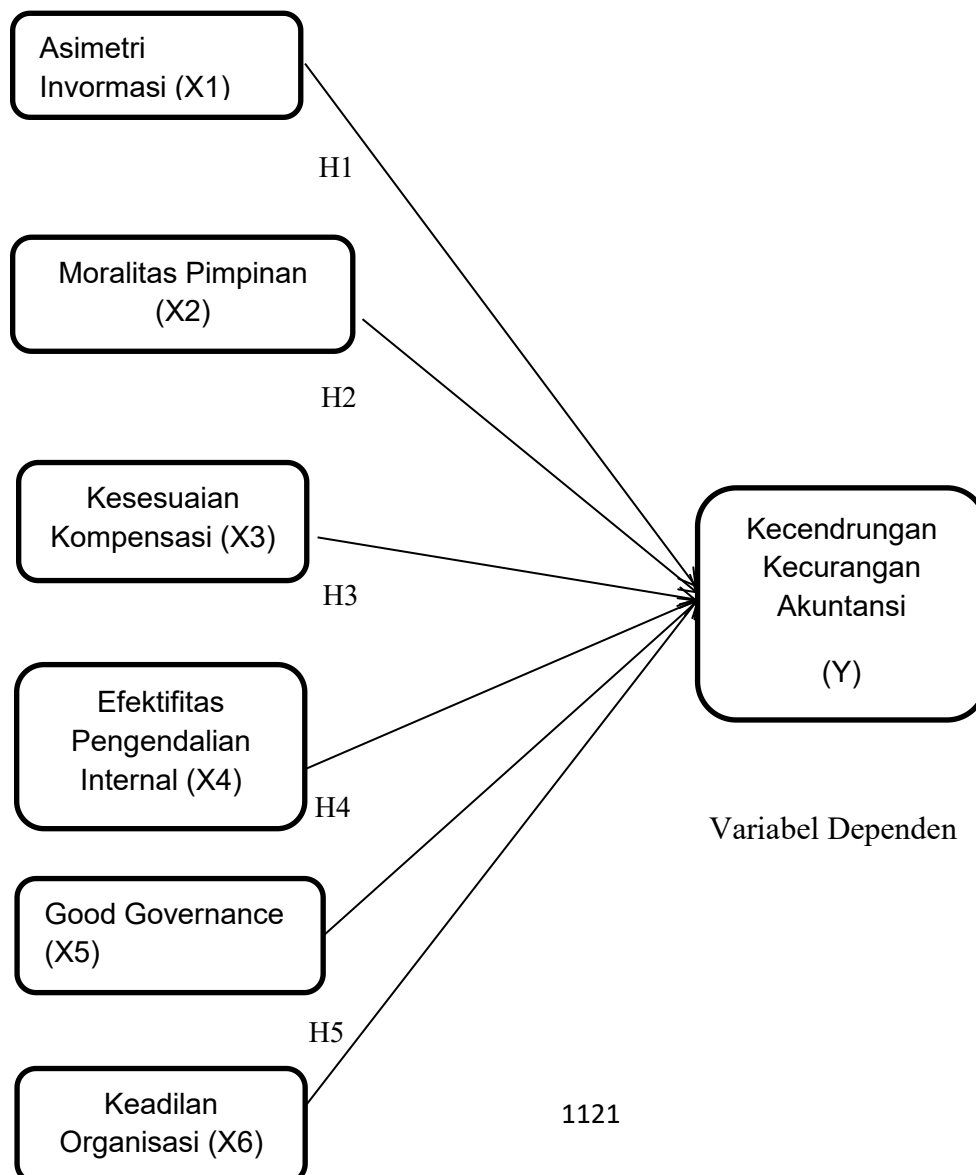 Asimetri
Invormasi (X1)
H1
Moralitas Pimpinan
(X2)
H2
Kesesuaian
Kompensasi (X3)
H3
Efektifitas
Pengendalian
Internal (X4)
H4
Good Governance
(X5)
H5
Keadilan
Organisasi (X6)
Kecendrungan
Kecurangan
Akuntansi
(Y)
Variabel Dependen
1121